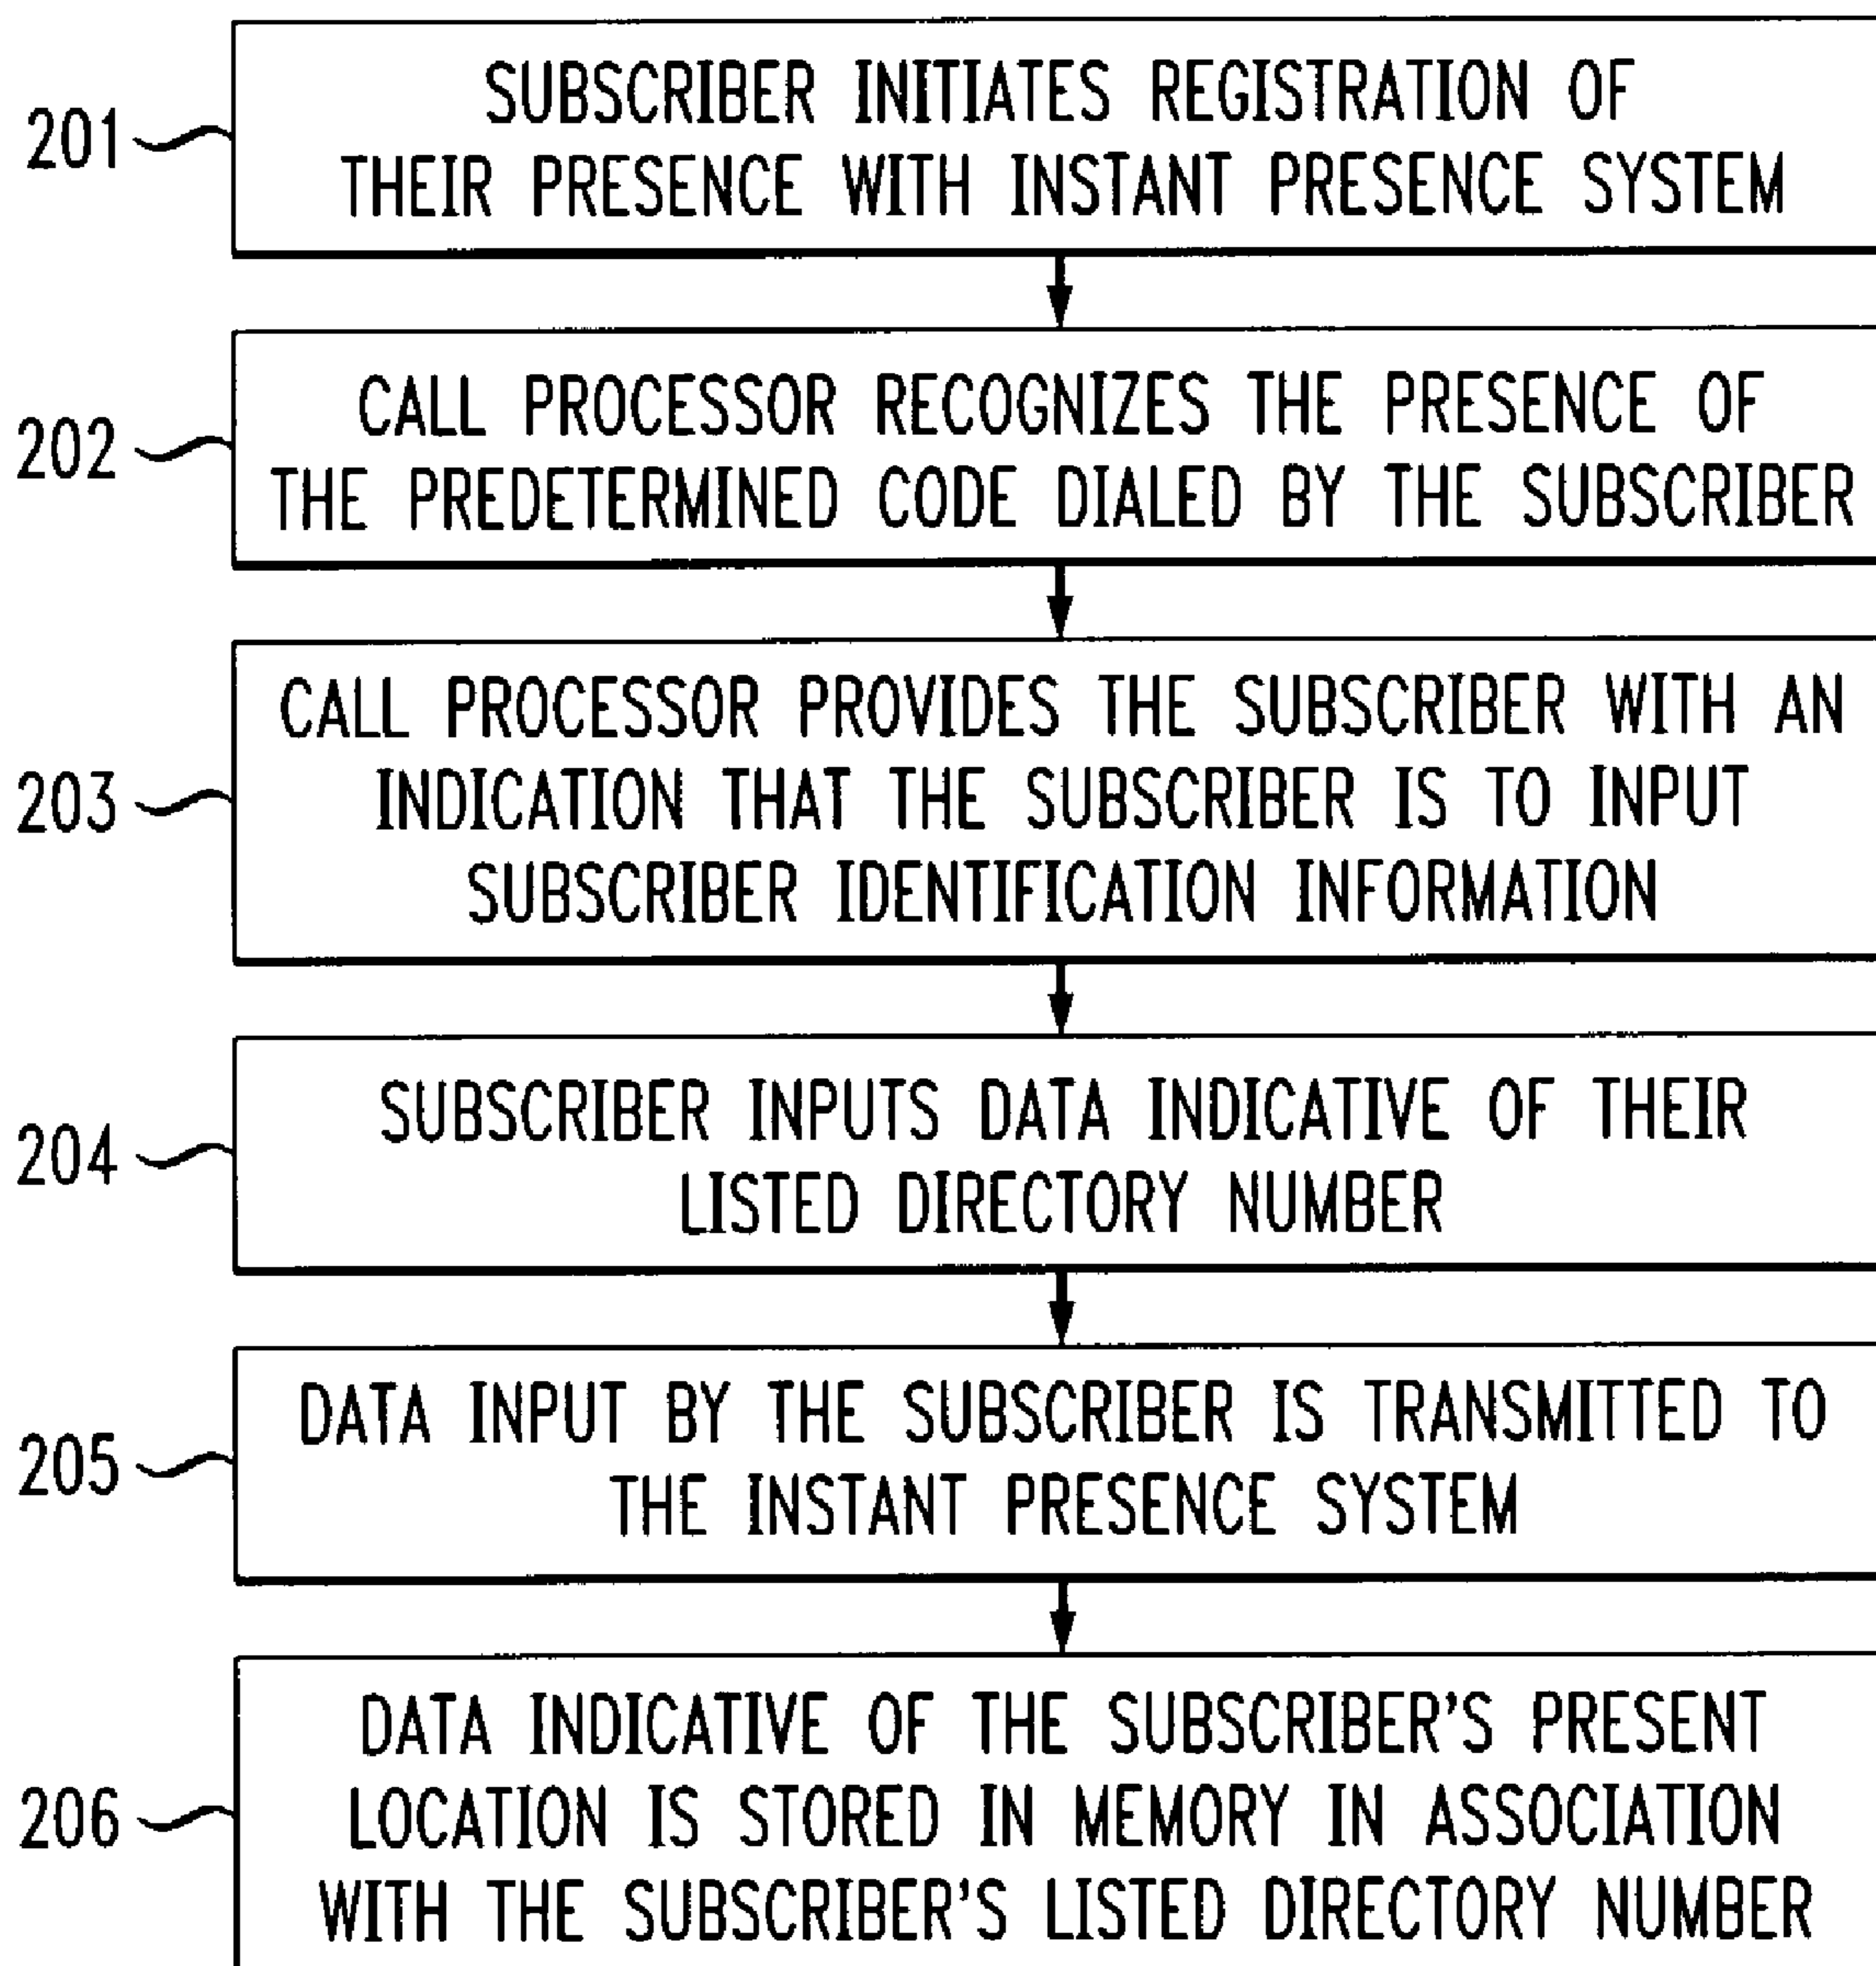 201
SUBSCRIBER INITIATES REGISTRATION OF
THEIR PRESENCE WITH INSTANT PRESENCE SYSTEM
202
CALL PROCESSOR RECOGNIZES THE PRESENCE OF
THE PREDETERMINED CODE DIALED BY THE SUBSCRIBER
203
CALL PROCESSOR PROVIDES THE SUBSCRIBER WITH AN
INDICATION THAT THE SUBSCRIBER IS TO INPUT
SUBSCRIBER IDENTIFICATION INFORMATION
204
SUBSCRIBER INPUTS DATA INDICATIVE OF THEIR
LISTED DIRECTORY NUMBER
205
DATA INPUT BY THE SUBSCRIBER IS TRANSMITTED TO
THE INSTANT PRESENCE SYSTEM
206
DATA INDICATIVE OF THE SUBSCRIBER'S PRESENT
LOCATION IS STORED IN MEMORY IN ASSOCIATION
WITH THE SUBSCRIBER'S LISTED DIRECTORY NUMBER